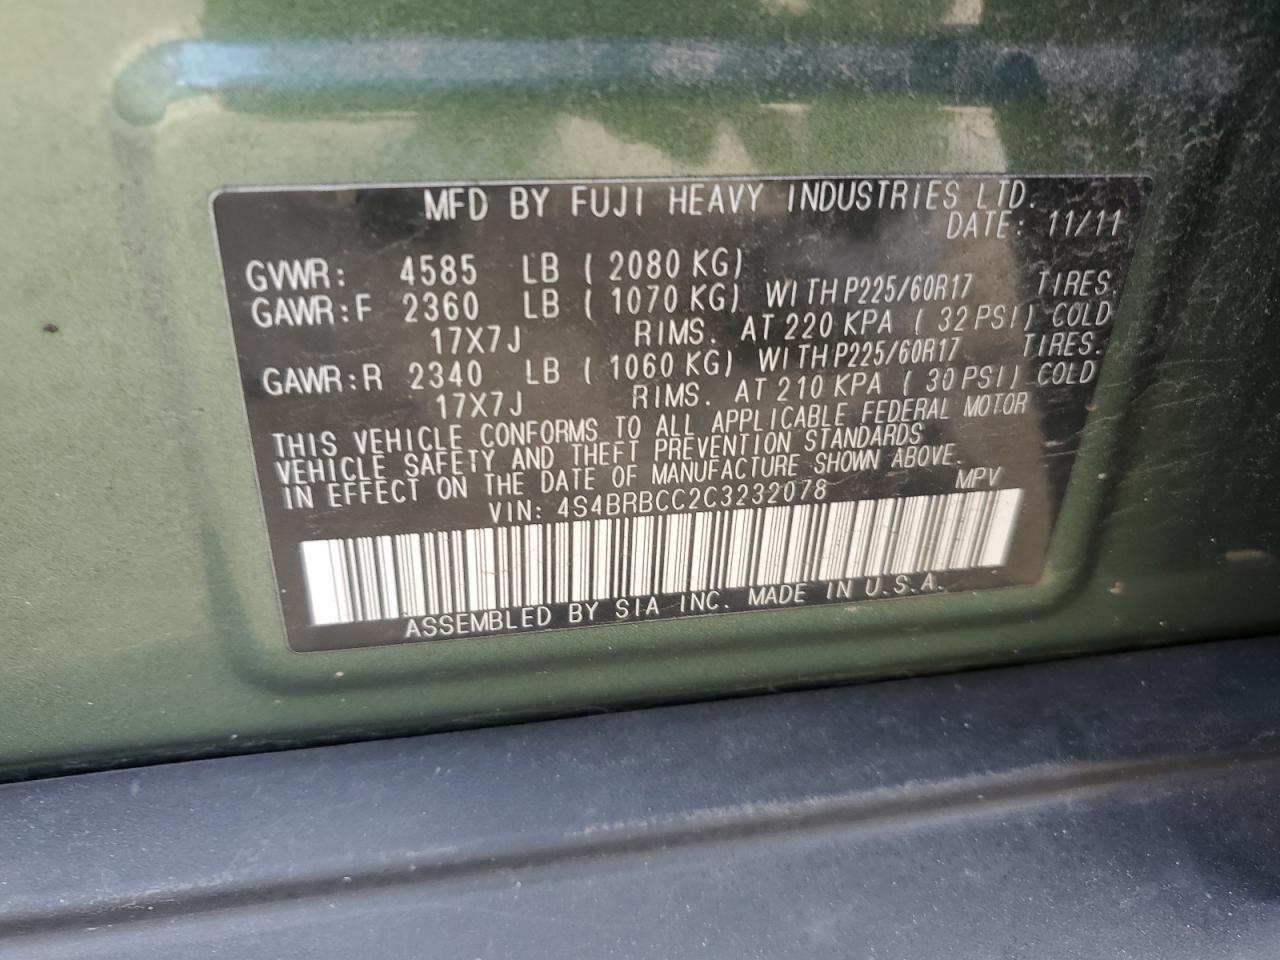 MFD BY FUJI HEAVY INDUSTRIES LTD.
DATE: 11/11
GVWR: 4585 LB ( 2080 KG)
GAWR:F 2360 LB ( 1070 KG) WITH P225/60R17 TIRES.
17X7J RIMS. AT 220 KPA ( 32 PSI) COLD
GAWR:R 2340 LB ( 1060 KG) WITH P225/60R17 TIRES.
17X7J RIMS. AT 210 KPA ( 30 PSI) COLD
THIS VEHICLE CONFORMS TO ALL APPLICABLE FEDERAL MOTOR
VEHICLE SAFETY AND THEFT PREVENTION STANDARDS
IN EFFECT ON THE DATE OF MANUFACTURE SHOWN ABOVE.
VIN: 4S4BRBCC2C3232078 MPV
ASSEMBLED BY SIA INC. MADE IN U.S.A.